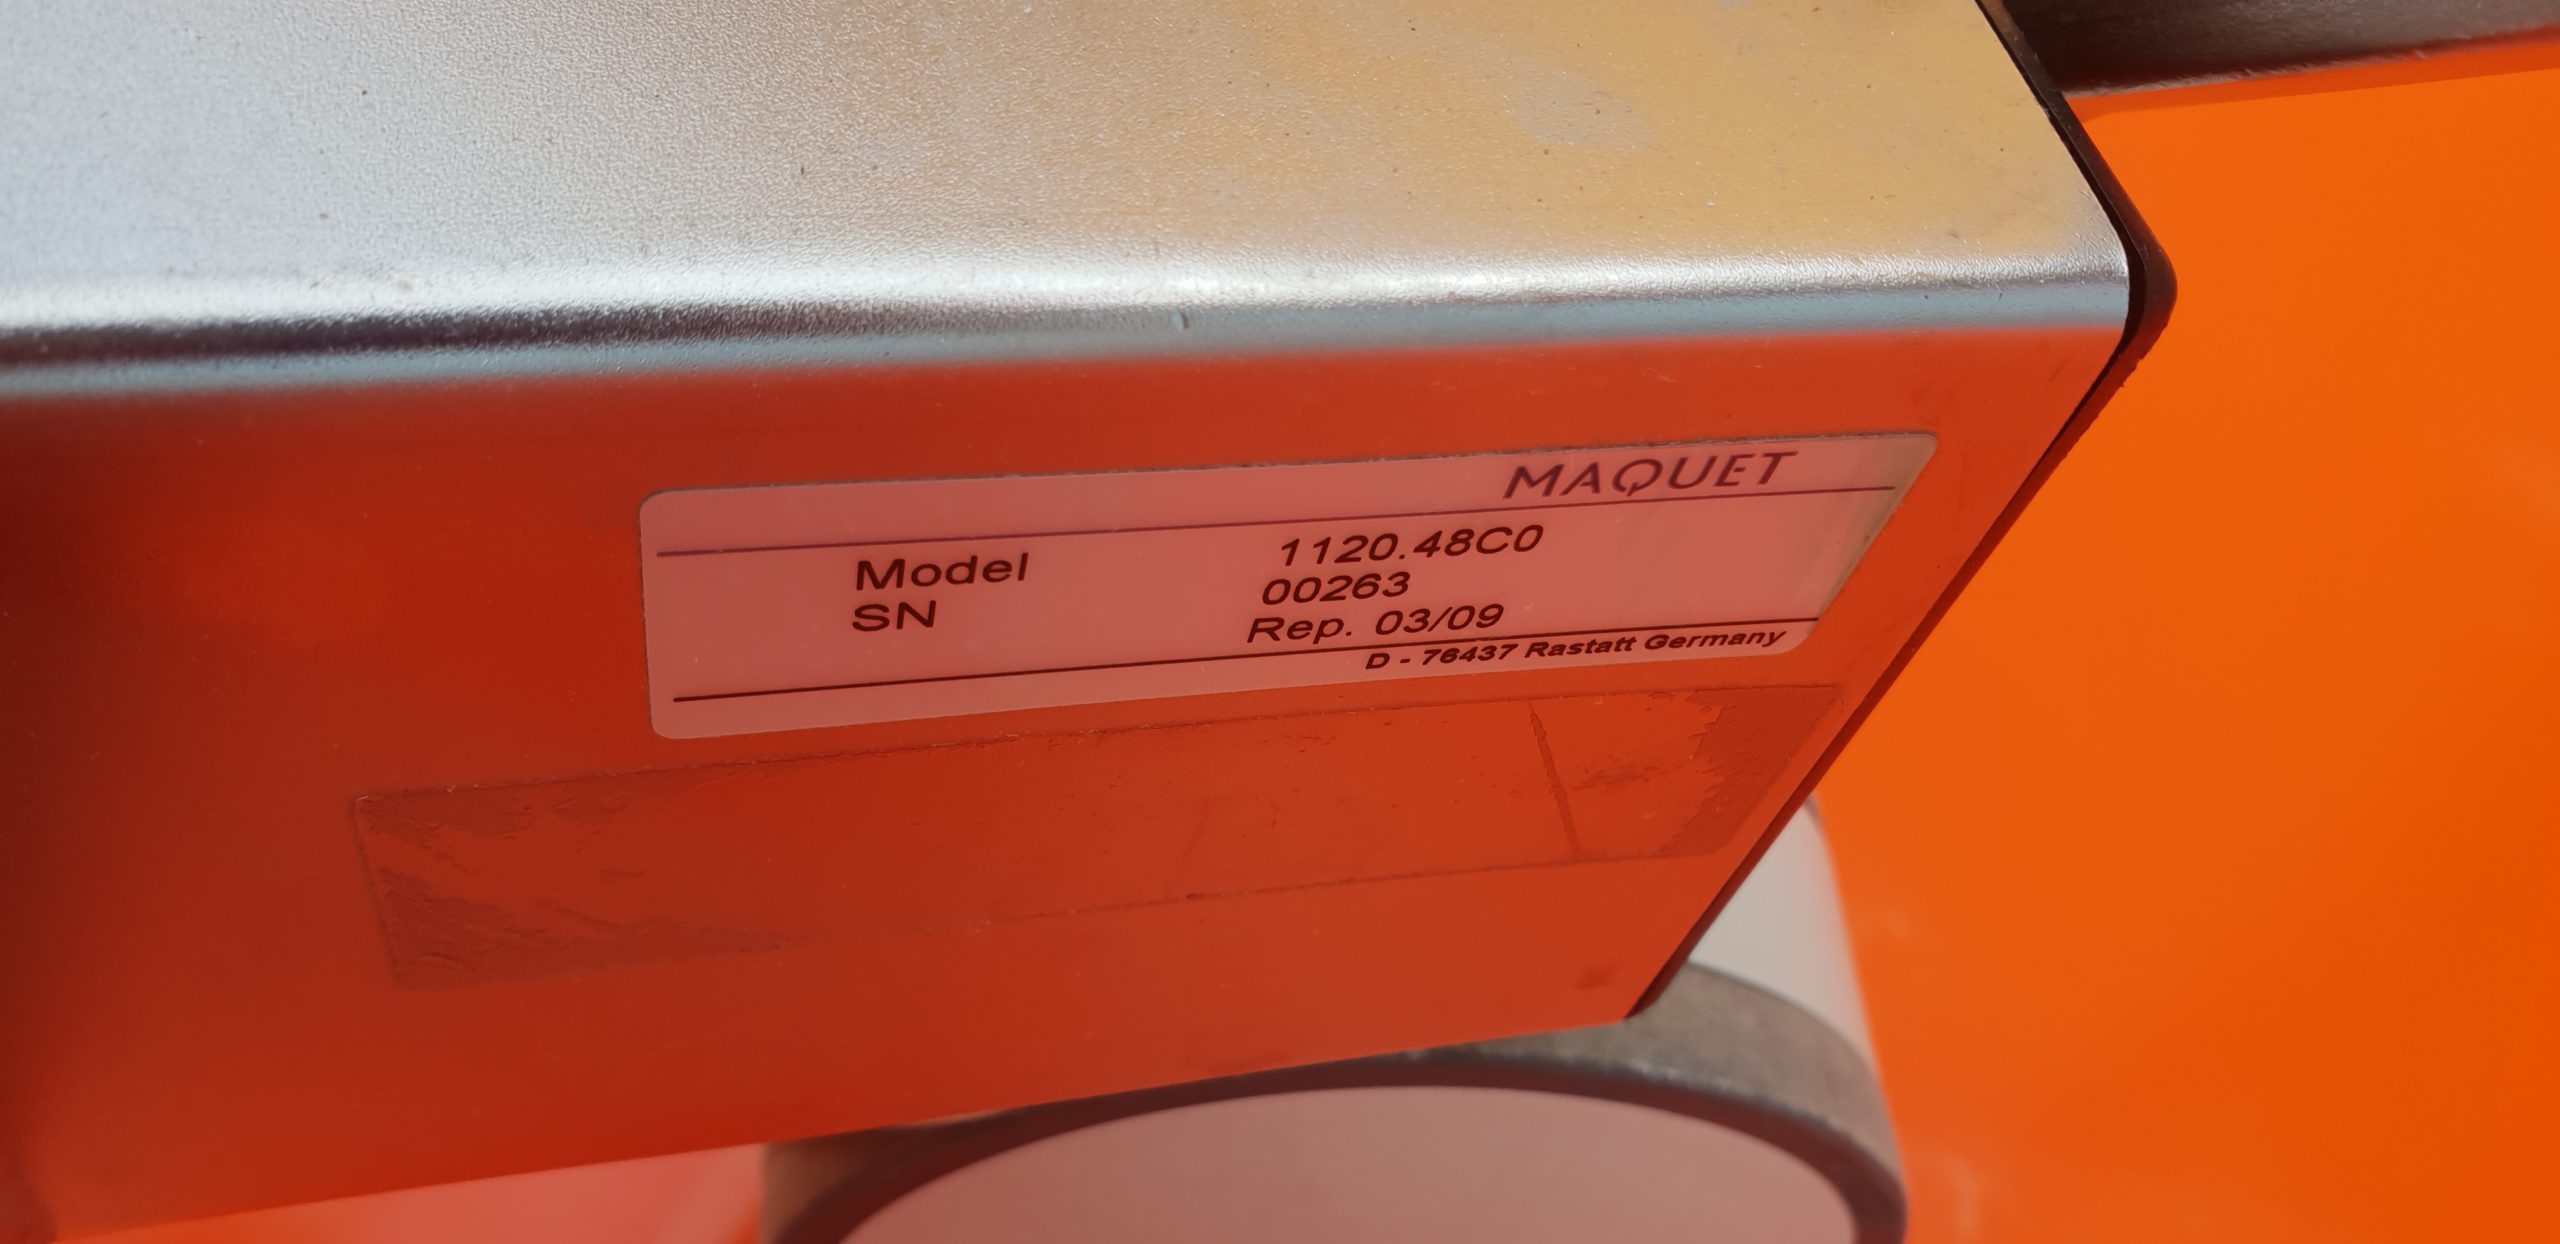 MAQUET
Model 1120.48C0
SN 00263
Rep. 03/09
D - 76437 Rastatt Germany